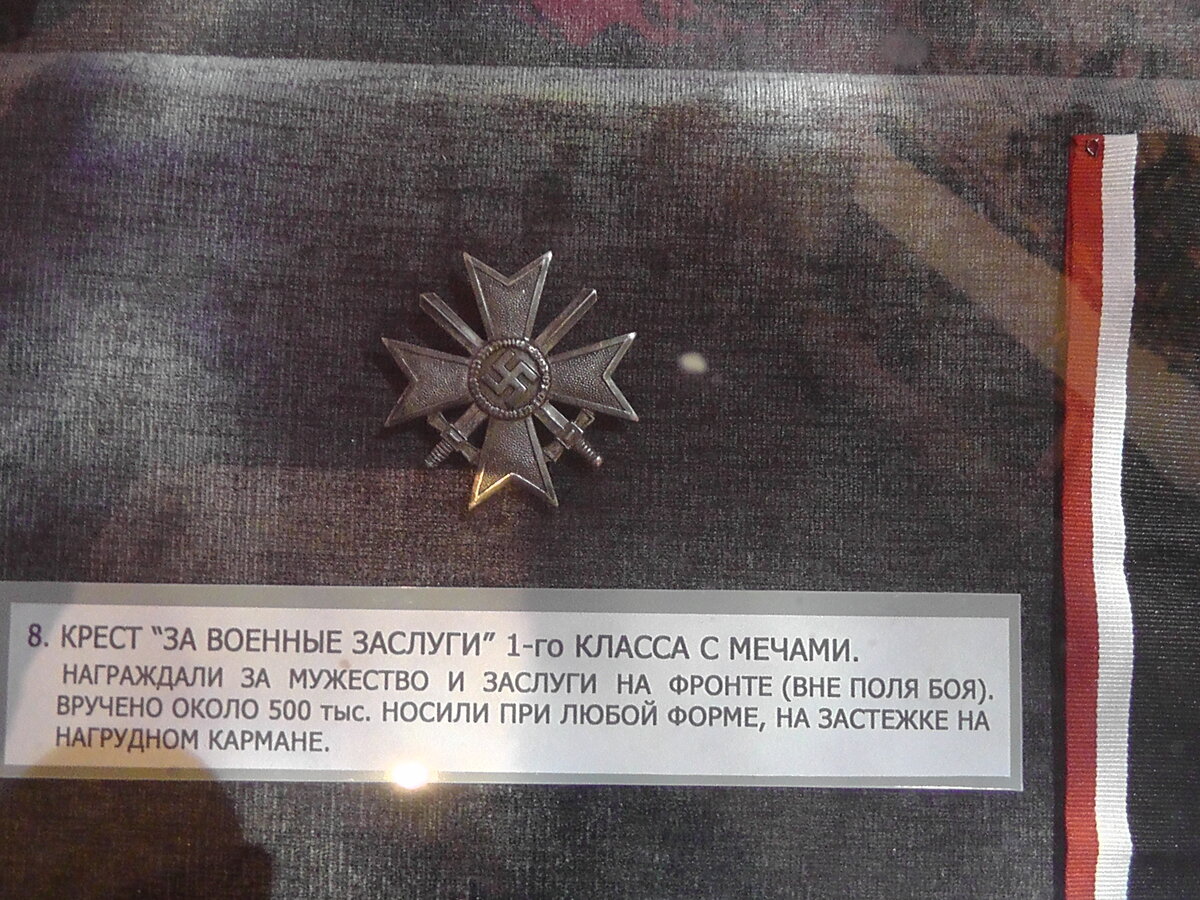 8. КРЕСТ "ЗА ВОЕННЫЕ ЗАСЛУГИ" 1-го КЛАССА С МЕЧАМИ.
НАГРАЖДАЛИ ЗА МУЖЕСТВО И ЗАСЛУГИ НА ФРОНТЕ (ВНЕ ПОЛЯ БОЯ).
ВРУЧЕНО ОКОЛО 500 тыс. НОСИЛИ ПРИ ЛЮБОЙ ФОРМЕ, НА ЗАСТЕЖКЕ НА
НАГРУДНОМ КАРМАНЕ.